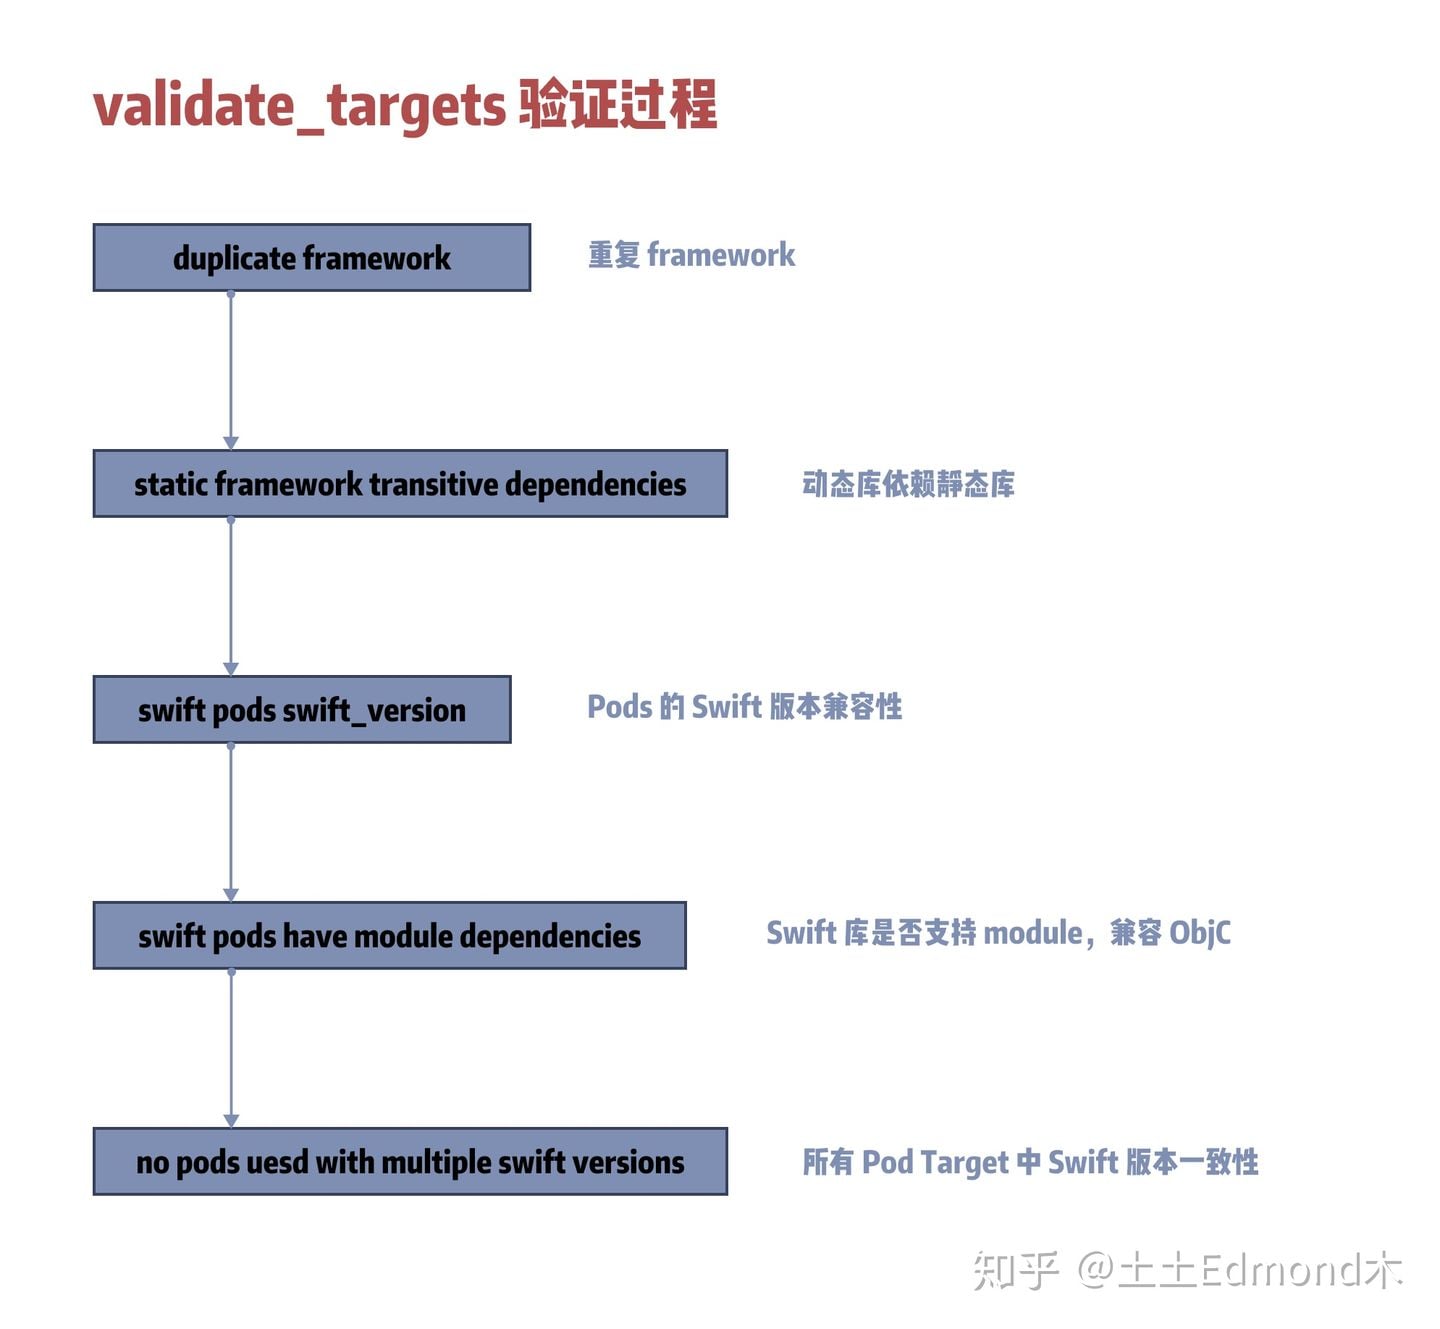 validate_targets 验证过程
duplicate framework
重复 framework
static framework transitive dependencies
动态库依赖靜态库
swift pods swift_version
Pods 的 Swift 版本兼容性
swift pods have module dependencies
Swift 库是否支持 module，兼容 ObjC
no pods uesd with multiple swift versions
所有 Pod Target 中 Swift 版本一致性
知乎 @土土Edmond木